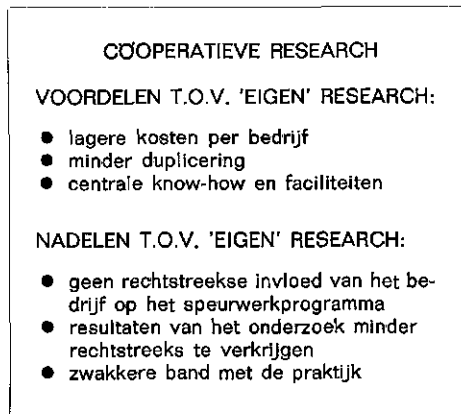 COÖPERATIEVE RESEARCH
VOORDELEN T.O.V. 'EIGEN' RESEARCH:
● lagere kosten per bedrijf
● minder duplicering
● centrale know-how en faciliteiten
NADELEN T.O.V. 'EIGEN' RESEARCH:
● geen rechtstreekse invloed van het be-
drijf op het speurwerkprogramma
● resultaten van het onderzoek minder
rechtstreeks te verkrijgen
● zwakkere band met de praktijk